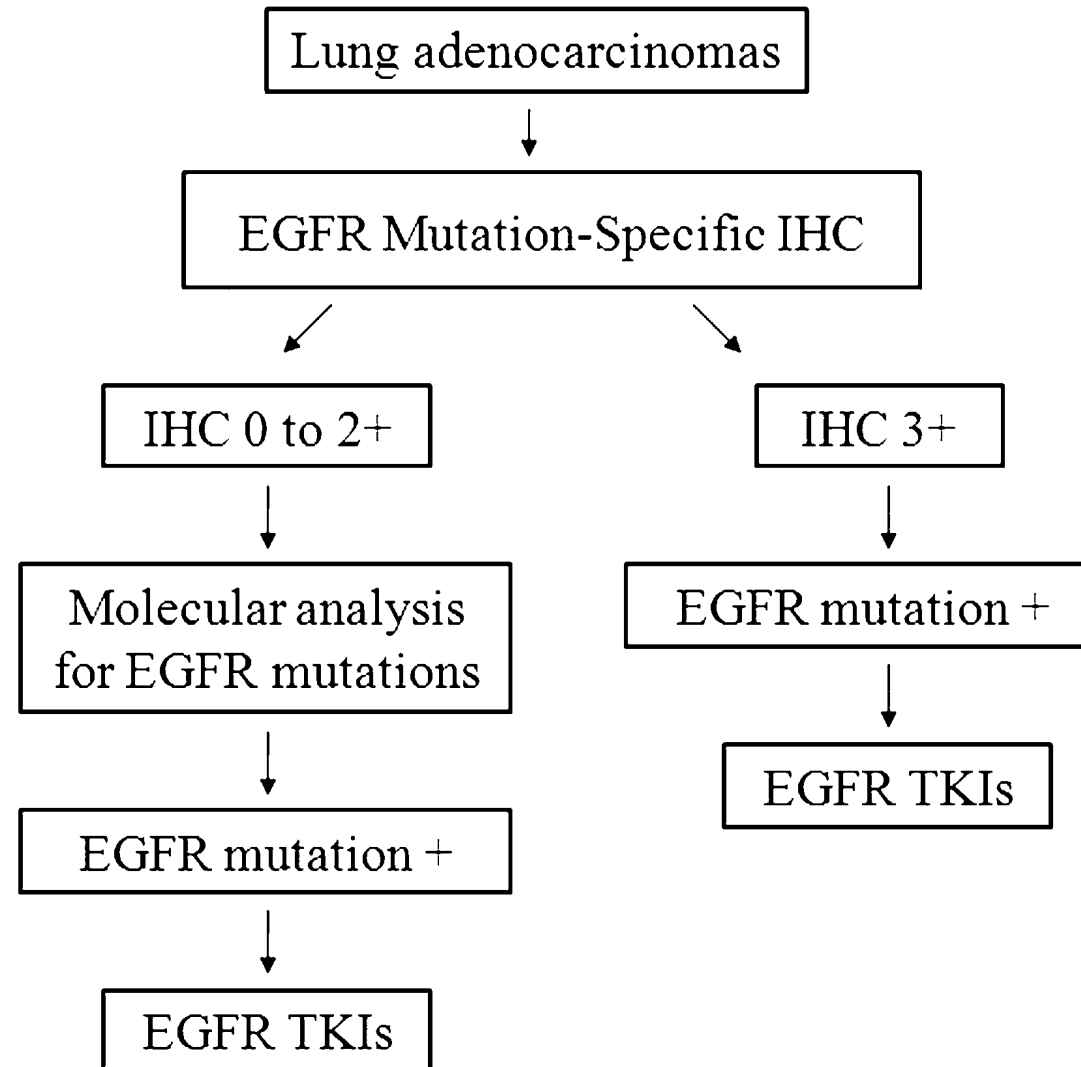 Lung adenocarcinomas
EGFR Mutation-Specific IHC
IHC 0 to 2+
IHC 3+
Molecular analysis
for EGFR mutations
EGFR mutation +
EGFR mutation +
EGFR TKIs
EGFR TKIs